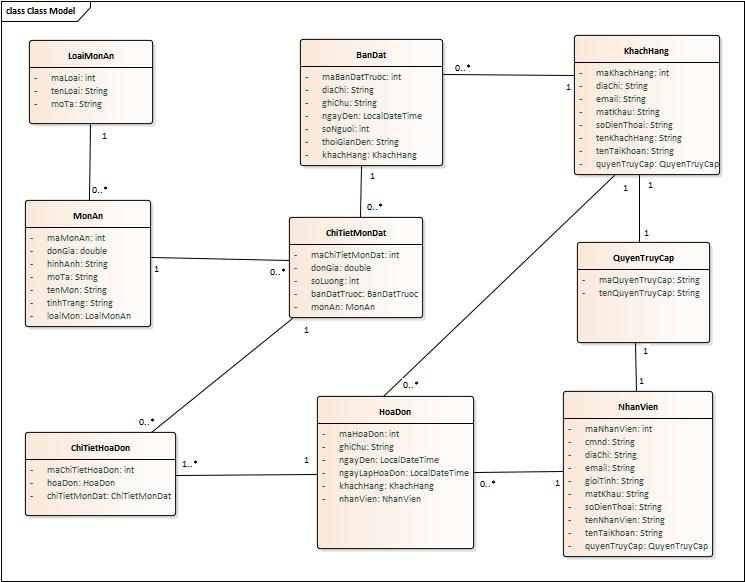 class Class Model
LoaiMonAn
- maLoai: int
- tenLoai: String
- moTa: String
1
0..*
MonAn
- maMonAn: int
- donGia: double
- hinhAnh: String
- moTa: String
- tenMon: String
- tinhTrang: String
- loaiMon: LoaiMonAn
1
0..*
BanDat
- maBanDatTruoc: int
- diaChi: String
- ghiChu: String
- ngayDen: LocalDateTime
- soNguoi: int
- thoiGianDen: String
- khachHang: KhachHang
0..*
1
1
0..*
ChiTietMonDat
- maChiTietMonDat: int
- donGia: double
- soLuong: int
- banDatTruoc: BanDatTruoc
- monAn: MonAn
1
0..*
KhachHang
- maKhachHang: int
- diaChi: String
- email: String
- matKhau: String
- soDienThoai: String
- tenKhachHang: String
- tenTaiKhoan: String
- quyenTruyCap: QuyenTruyCap
1
1
1
0..*
QuyenTruyCap
- maQuyenTruyCap: String
- tenQuyenTruyCap: String
1
1
ChiTietHoaDon
- maChiTietHoaDon: int
- hoaDon: HoaDon
- chiTietMonDat: ChiTietMonDat
1..*
1
HoaDon
- maHoaDon: int
- ghiChu: String
- ngayDen: LocalDateTime
- ngayLapHoaDon: LocalDateTime
- khachHang: KhachHang
- nhanVien: NhanVien
0..*
1
NhanVien
- maNhanVien: int
- cmnd: String
- diaChi: String
- email: String
- gioiTinh: String
- matKhau: String
- soDienThoai: String
- tenNhanVien: String
- tenTaiKhoan: String
- quyenTruyCap: QuyenTruyCap